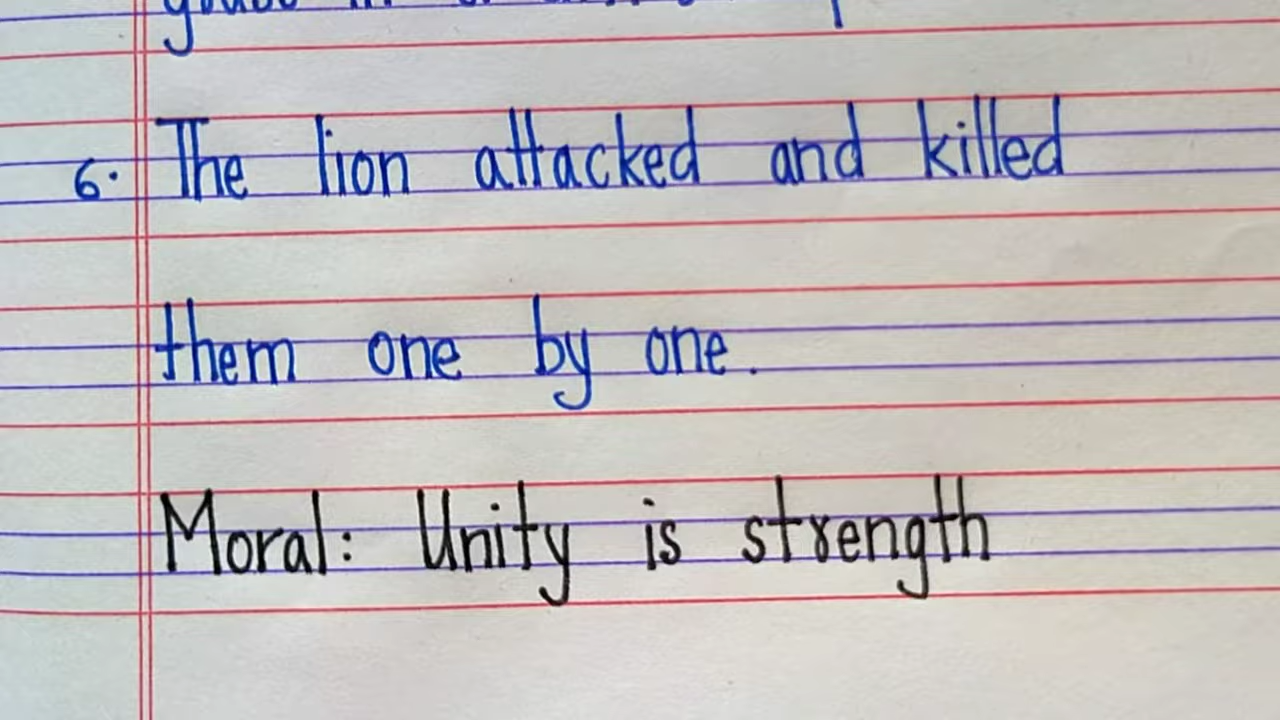 6. The lion attacked and killed
them one by one.
Moral: Unity is strength